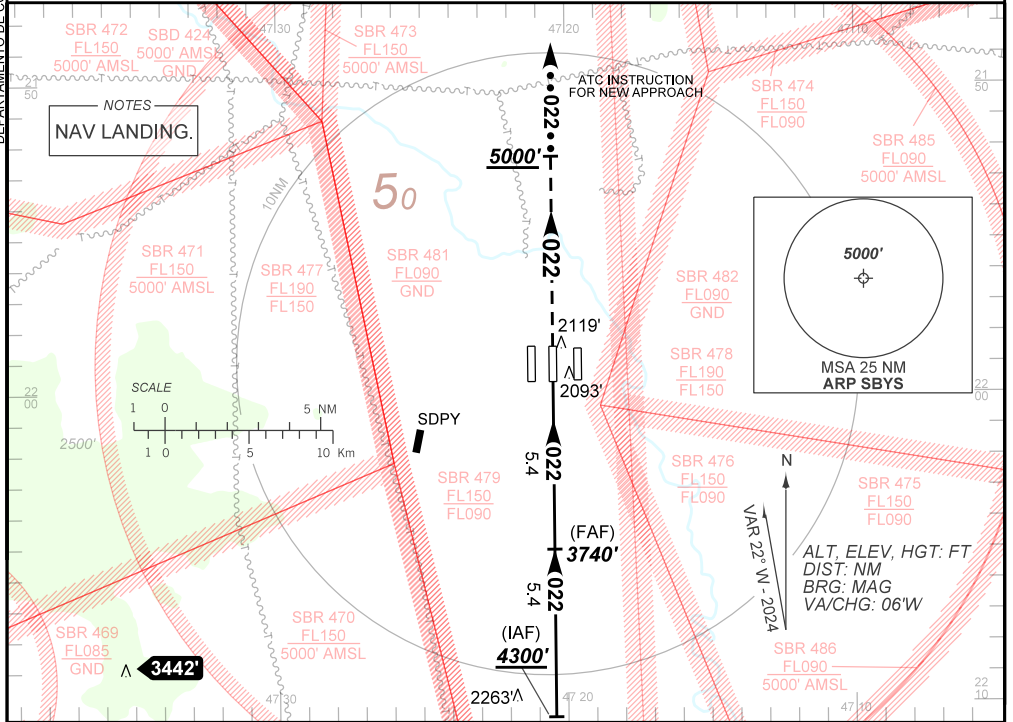 47 30
47 20
47 10
SBR 472
FL150
5000' AMSL
SBD 424
5000' AMSL
GND
SBR 473
FL150
5000' AMSL
ATC INSTRUCTION
FOR NEW APPROACH
SBR 474
FL150
FL090
21
50
21
50
NOTES
NAV LANDING.
022
5000'
SBR 485
FL090
5000' AMSL
10NM
50
SBR 471
FL150
5000' AMSL
SBR 477
FL190
FL150
SBR 481
FL090
GND
022
SBR 482
FL090
GND
5000'
MSA 25 NM
ARP SBYS
2119'
2093'
SBR 478
FL190
FL150
22
00
22
00
SCALE
1 0 5 NM
1 0 5 10 Km
2500'
SDPY
022
5.4
SBR 479
FL150
FL090
SBR 476
FL150
FL090
SBR 475
FL150
FL090
N
VAR 22° W - 2024
(FAF)
3740'
ALT, ELEV, HGT: FT
DIST: NM
BRG: MAG
VA/CHG: 06'W
022
5.4
SBR 470
FL150
5000' AMSL
(IAF)
4300'
SBR 469
FL085
GND
3442'
SBR 486
FL090
5000' AMSL
2263'
47 30
47 20
47 10
22
10